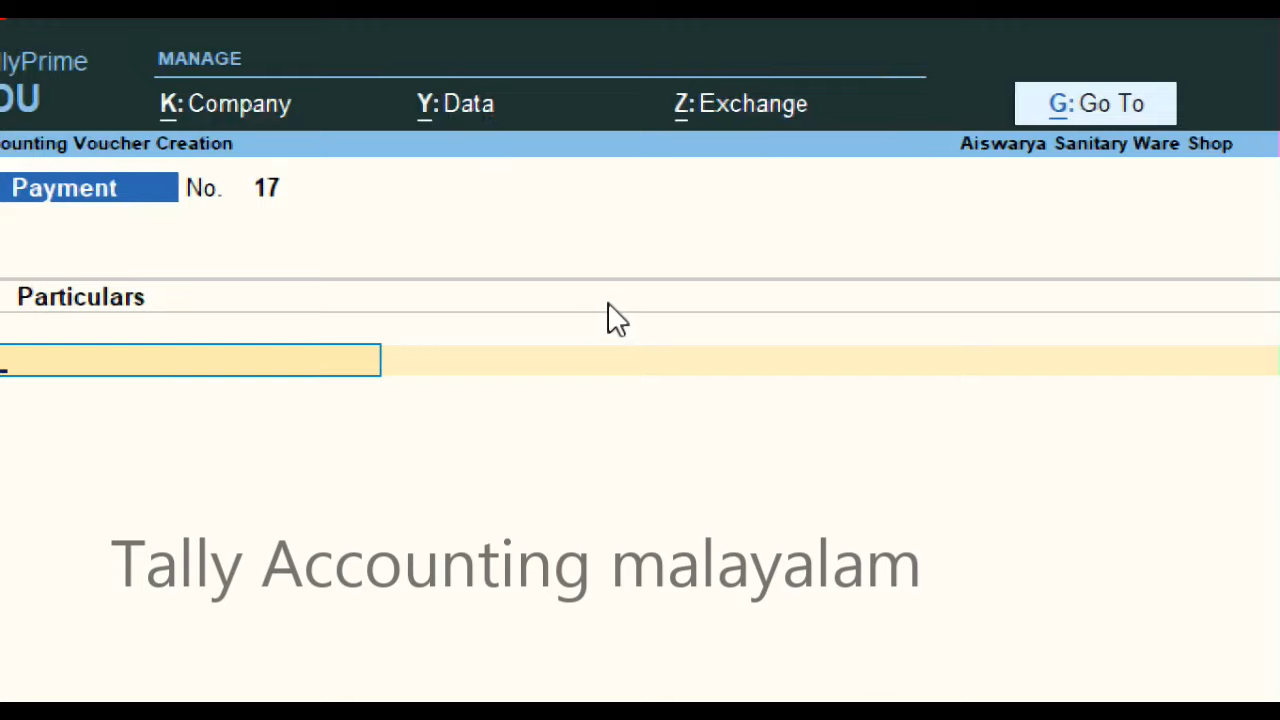 llyPrime
MANAGE
OU
K: Company
Y: Data
Z: Exchange
G: Go To
ounting Voucher Creation
Aiswarya Sanitary Ware Shop
Payment No. 17
Particulars
Tally Accounting malayalam